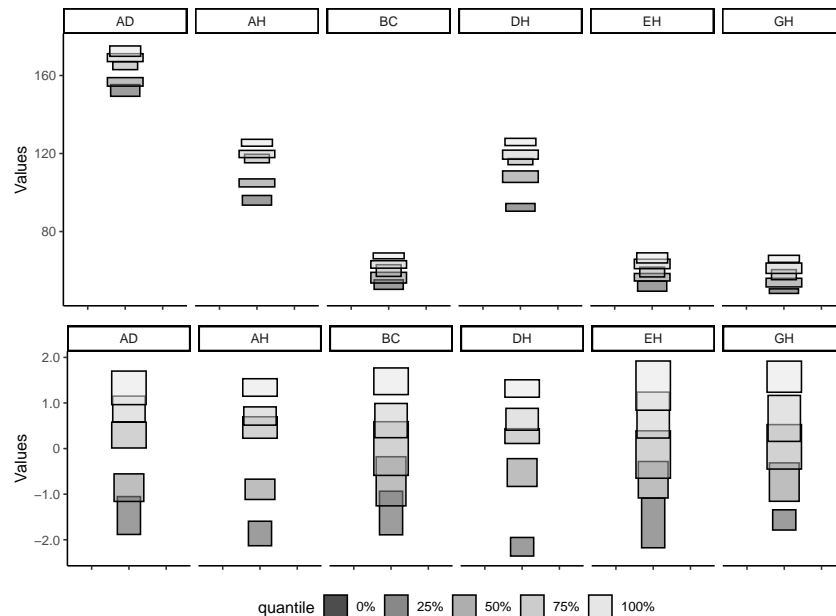 AD AH BC DH EH GH
160
120
80
Values
AD AH BC DH EH GH
2.0
1.0
0
−1.0
−2.0
Values
quantile 0% 25% 50% 75% 100%